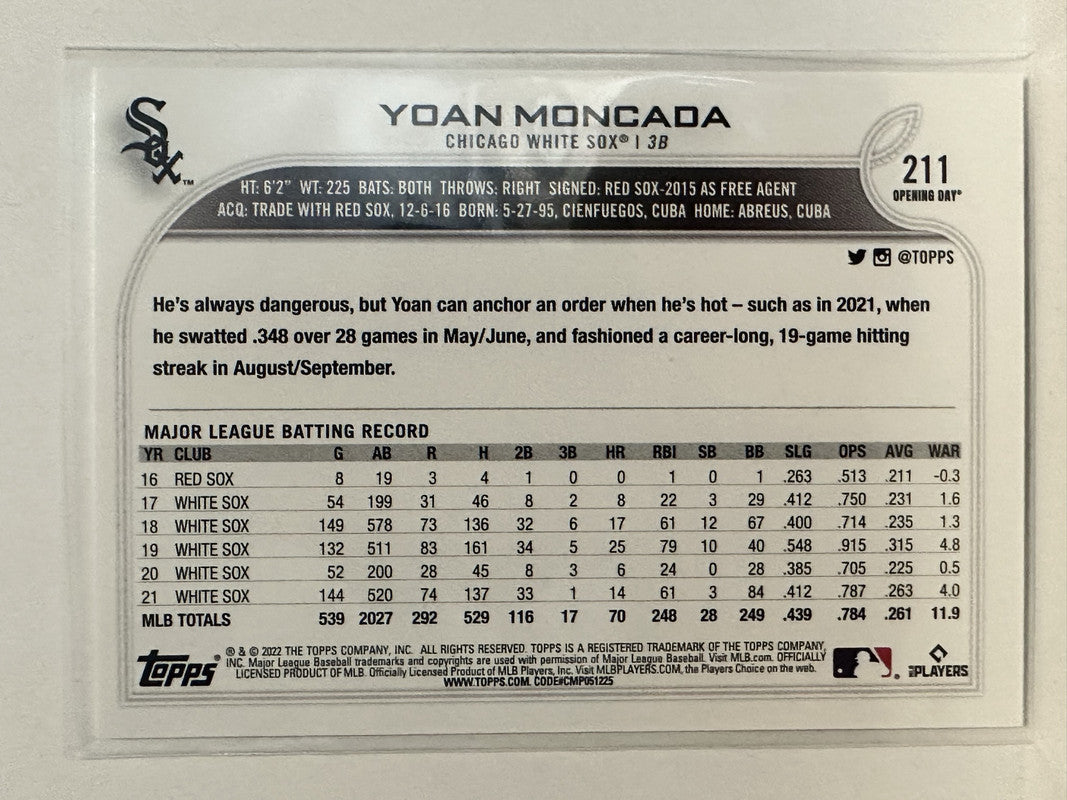 Sox™
YOAN MONCADA
CHICAGO WHITE SOX® | 3B
211
OPENING DAY®
HT: 6'2" WT: 225 BATS: BOTH THROWS: RIGHT SIGNED: RED SOX-2015 AS FREE AGENT
ACQ: TRADE WITH RED SOX, 12-6-16 BORN: 5-27-95, CIENFUEGOS, CUBA HOME: ABREUS, CUBA
@TOPPS
He's always dangerous, but Yoan can anchor an order when he's hot – such as in 2021, when
he swatted .348 over 28 games in May/June, and fashioned a career-long, 19-game hitting
streak in August/September.
MAJOR LEAGUE BATTING RECORD
YR CLUB G AB R H 2B 3B HR RBI SB BB SLG OPS AVG WAR
16 RED SOX 8 19 3 4 1 0 0 1 0 1 .263 .513 .211 -0.3
17 WHITE SOX 54 199 31 46 8 2 8 22 3 29 .412 .750 .231 1.6
18 WHITE SOX 149 578 73 136 32 6 17 61 12 67 .400 .714 .235 1.3
19 WHITE SOX 132 511 83 161 34 5 25 79 10 40 .548 .915 .315 4.8
20 WHITE SOX 52 200 28 45 8 3 6 24 0 28 .385 .705 .225 0.5
21 WHITE SOX 144 520 74 137 33 1 14 61 3 84 .412 .787 .263 4.0
MLB TOTALS 539 2027 292 529 116 17 70 248 28 249 .439 .784 .261 11.9
Topps®
® & © 2022 THE TOPPS COMPANY, INC. ALL RIGHTS RESERVED. TOPPS IS A REGISTERED TRADEMARK OF THE TOPPS COMPANY,
INC. Major League Baseball trademarks and copyrights are used with permission of Major League Baseball. Visit MLB.com. OFFICIALLY
LICENSED PRODUCT OF MLB. Officially Licensed Product of MLB Players, Inc. Visit MLBPLAYERS.COM, the Players Choice on the web.
WWW.TOPPS.COM. CODE#CMP051225
MLB PLAYERS